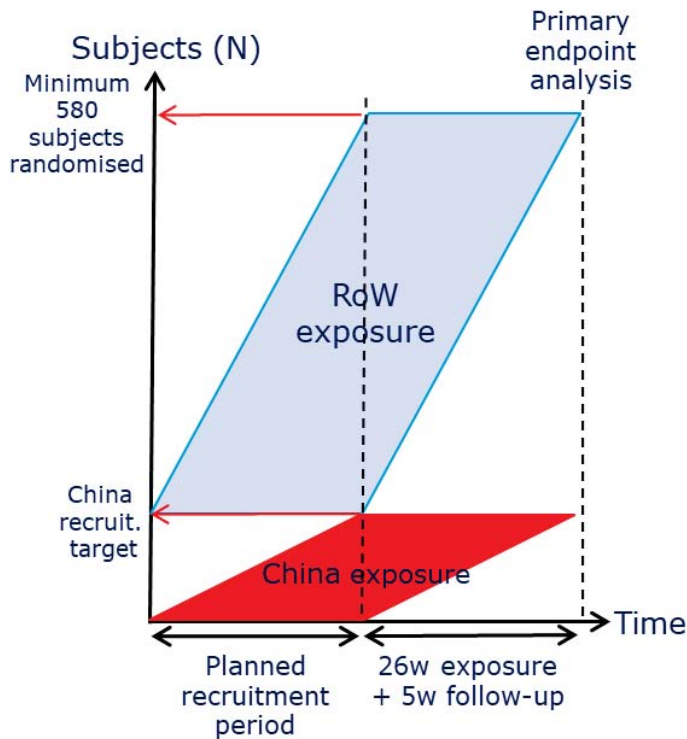 Subjects (N)
Primary
endpoint
analysis
Minimum
580
subjects
randomised
RoW
exposure
China
recruit.
target
China exposure
Time
Planned
recruitment
period
26w exposure
+ 5w follow-up